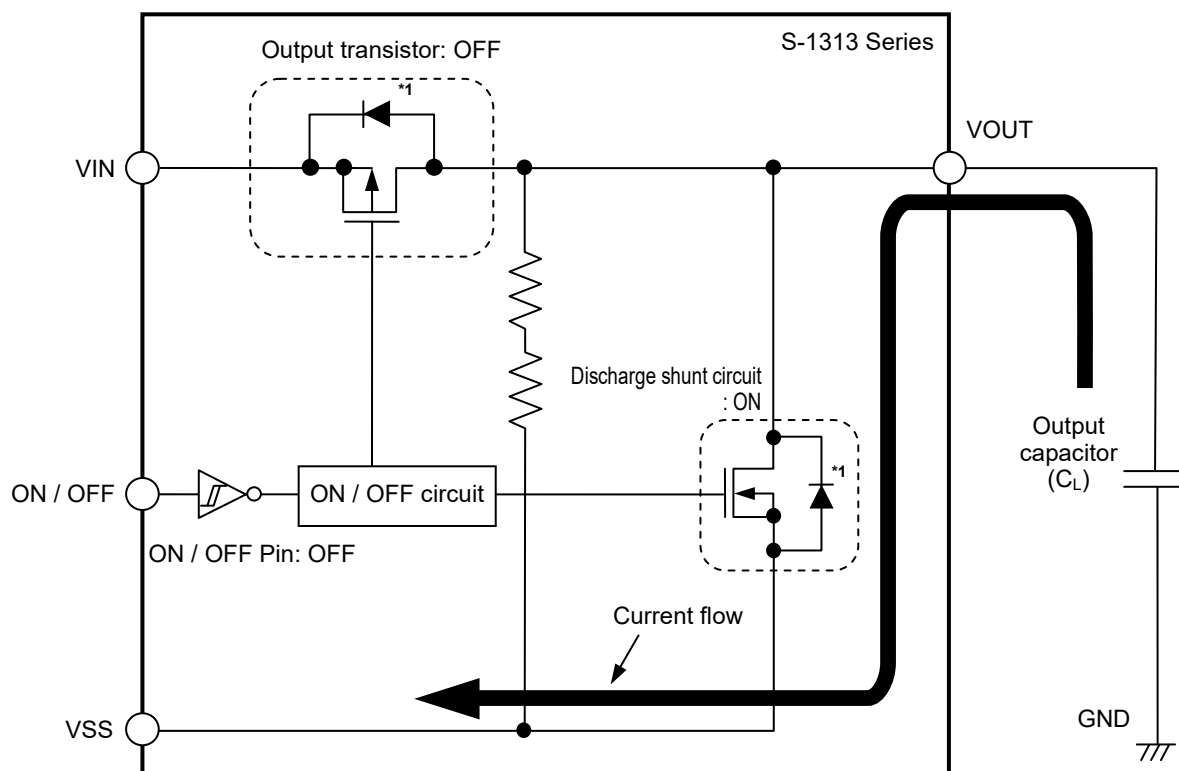 S-1313 Series
Output transistor: OFF
*1
VOUT
VIN
Discharge shunt circuit
: ON
*1
Output
capacitor
(CL)
ON / OFF
ON / OFF circuit
ON / OFF Pin: OFF
Current flow
GND
VSS